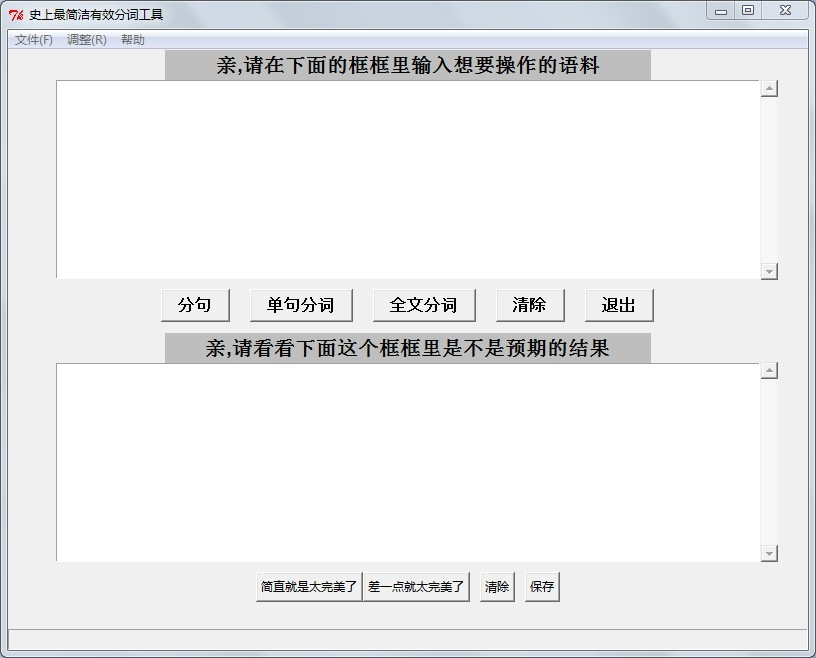 史上最简洁有效分词工具
文件(F) 调整(R) 帮助
亲,请在下面的框框里输入想要操作的语料
分句 单句分词 全文分词 清除 退出
亲,请看看下面这个框框里是不是预期的结果
简直就是太完美了 差一点就太完美了 清除 保存